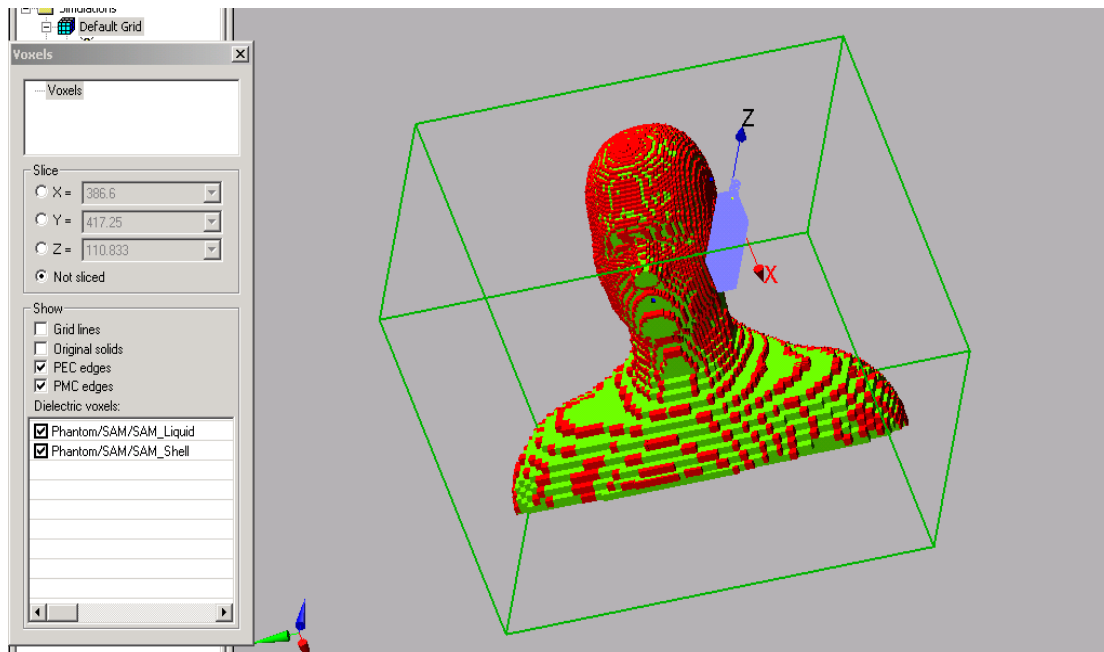 Simulations
Default Grid
Voxels
Voxels
Slice
X = 386.6
Y = 417.25
Z = 110.833
Not sliced
Show
Grid lines
Original solids
PEC edges
PMC edges
Dielectric voxels:
Phantom/SAM/SAM_Liquid
Phantom/SAM/SAM_Shell
Z
X